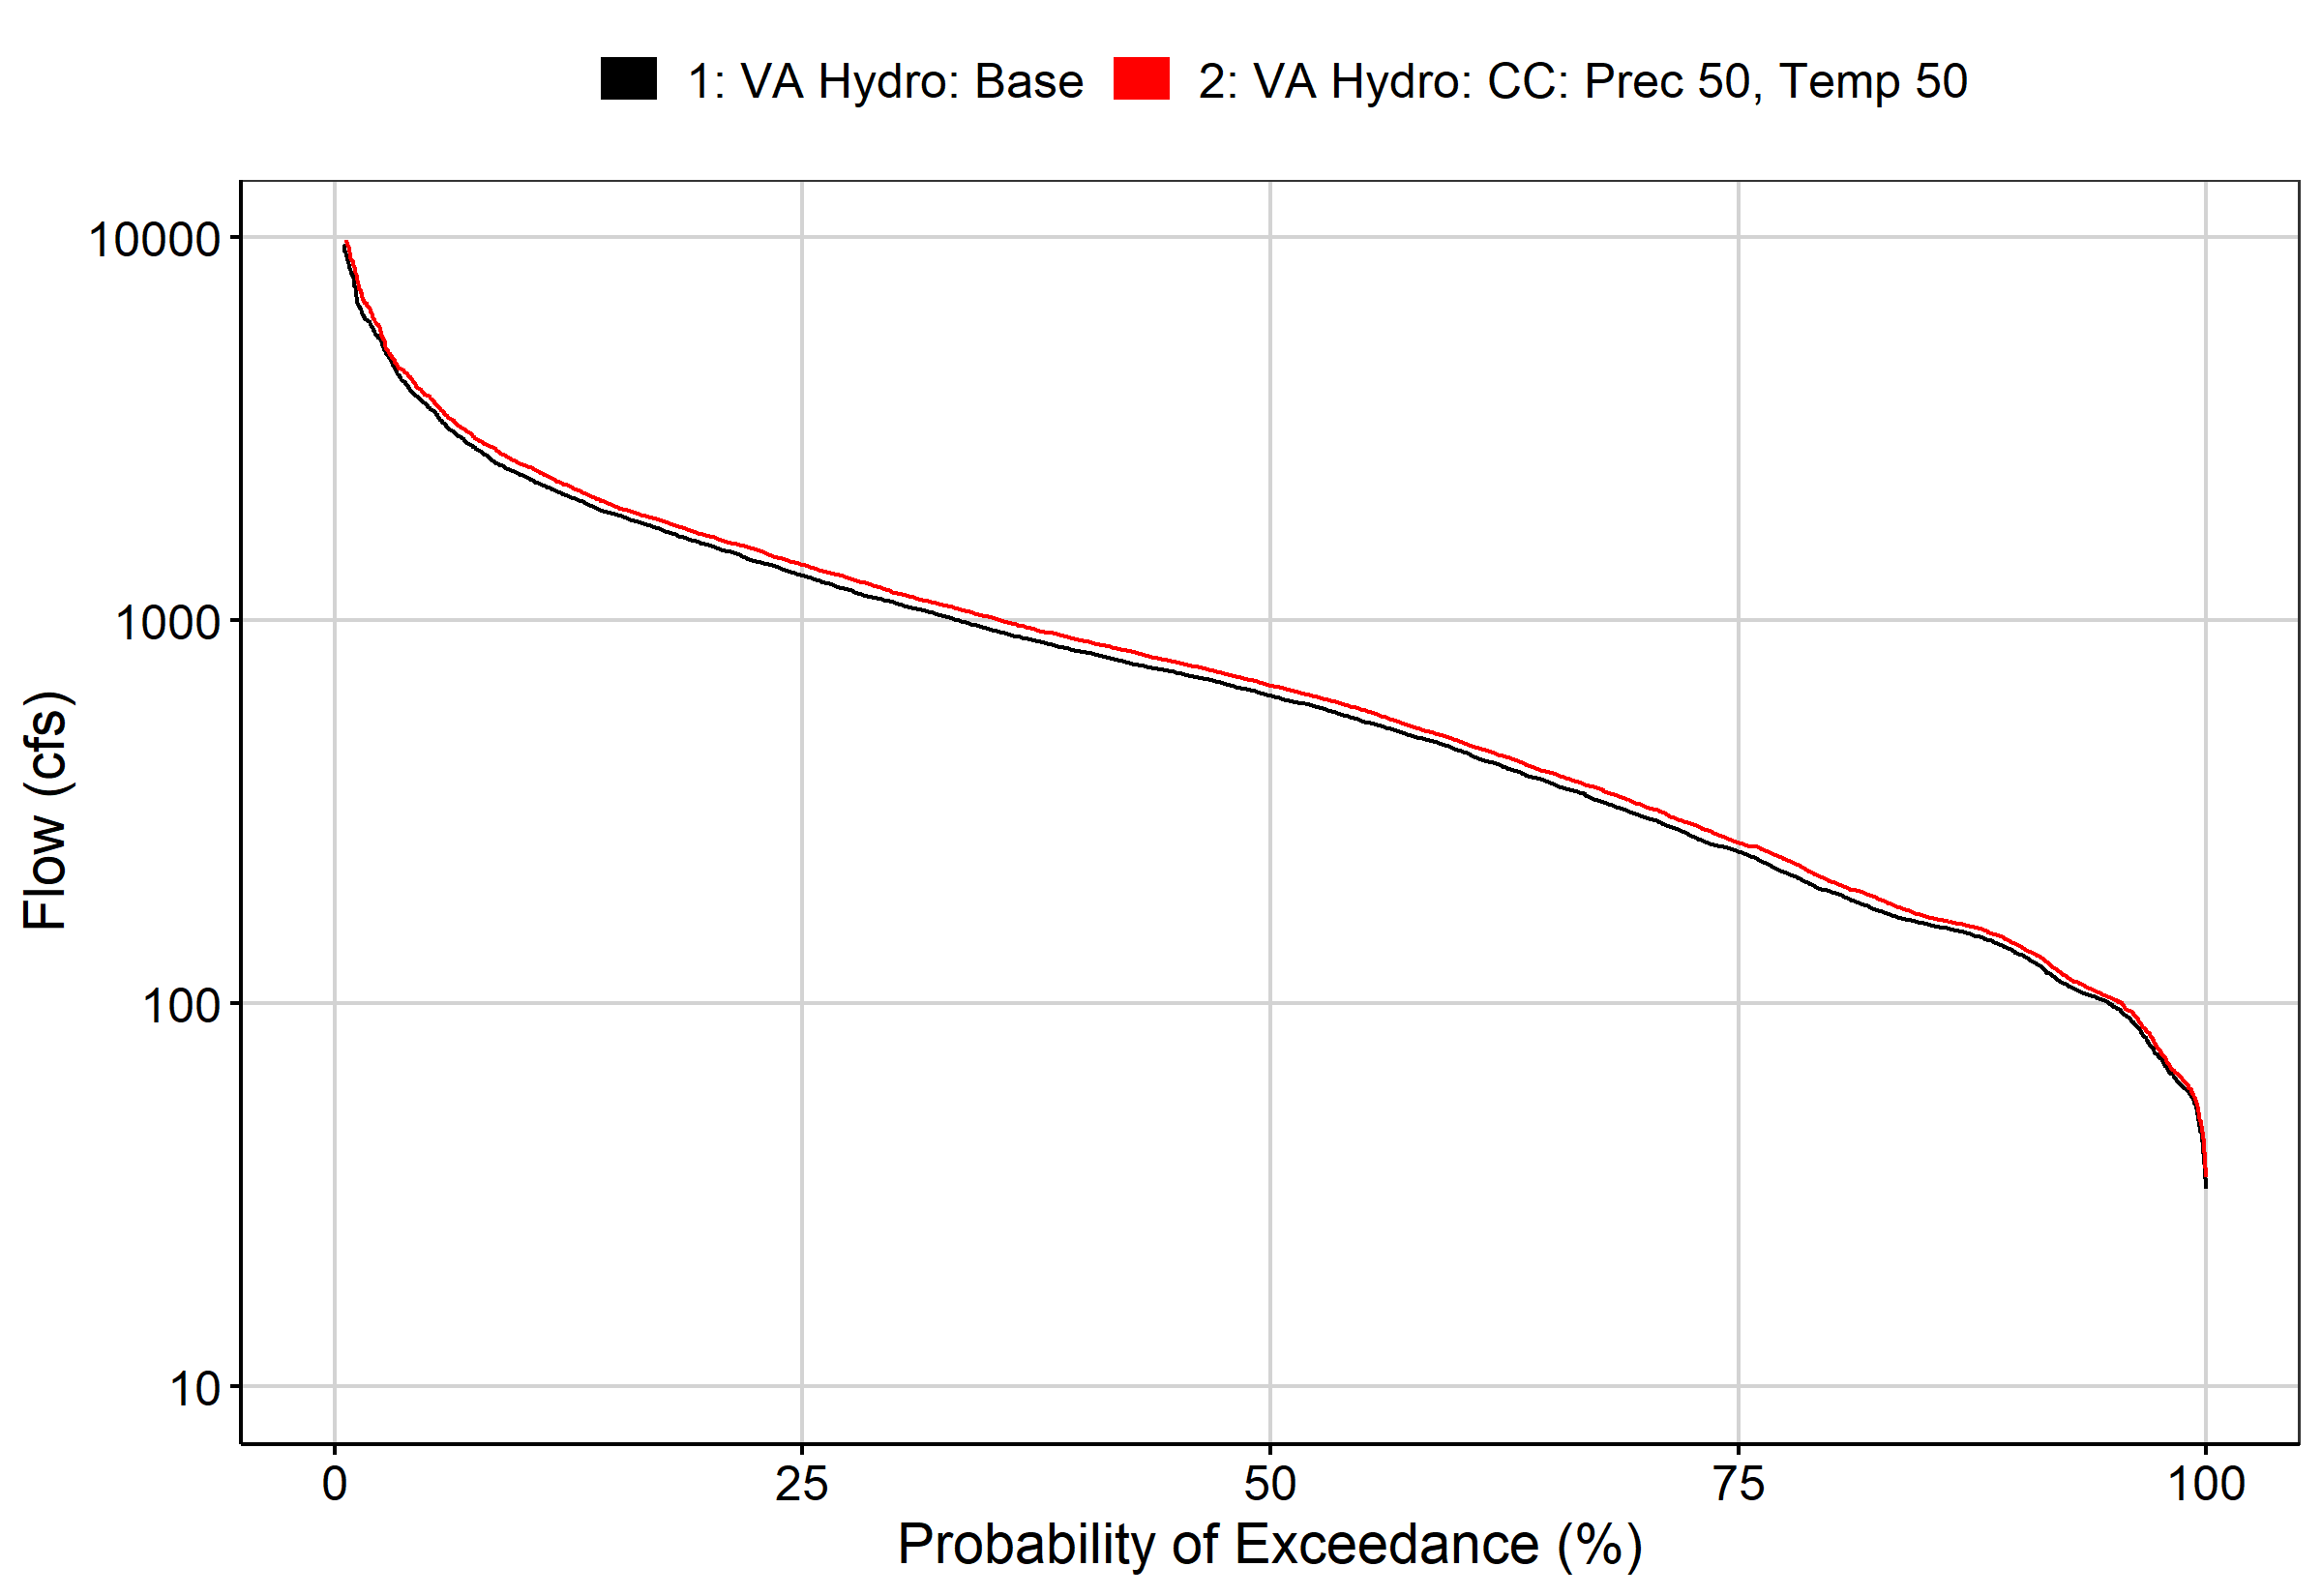 1: VA Hydro: Base 2: VA Hydro: CC: Prec 50, Temp 50
10000
1000
100
10
Flow (cfs)
0 25 50 75 100
Probability of Exceedance (%)